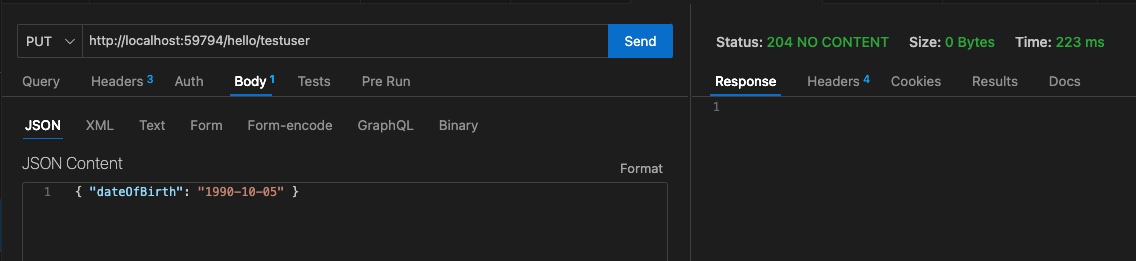 PUT http://localhost:59794/hello/testuser Send
Query Headers 3 Auth Body 1 Tests Pre Run
JSON XML Text Form Form-encode GraphQL Binary
JSON Content Format
1 { "dateOfBirth": "1990-10-05" }
Status: 204 NO CONTENT Size: 0 Bytes Time: 223 ms
Response Headers 4 Cookies Results Docs
1